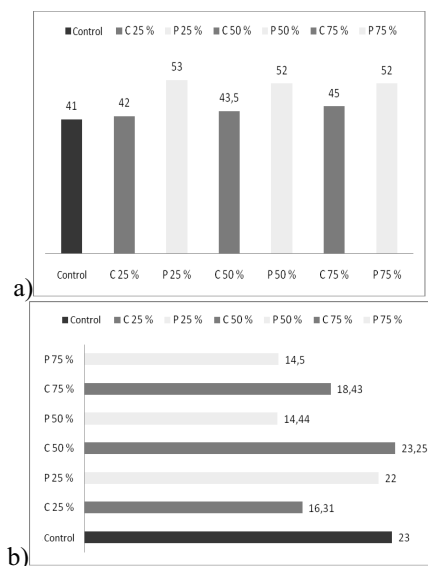 Control C 25 % P 25 % C 50 % P 50 % C 75 % P 75 %
53
52
52
41
42
43,5
45
Control C 25 % P 25 % C 50 % P 50 % C 75 % P 75 %
a)
Control C 25 % P 25 % C 50 % P 50 % C 75 % P 75 %
P 75 % 14,5
C 75 % 18,43
P 50 % 14,44
C 50 % 23,25
P 25 % 22
C 25 % 16,31
Control 23
b)